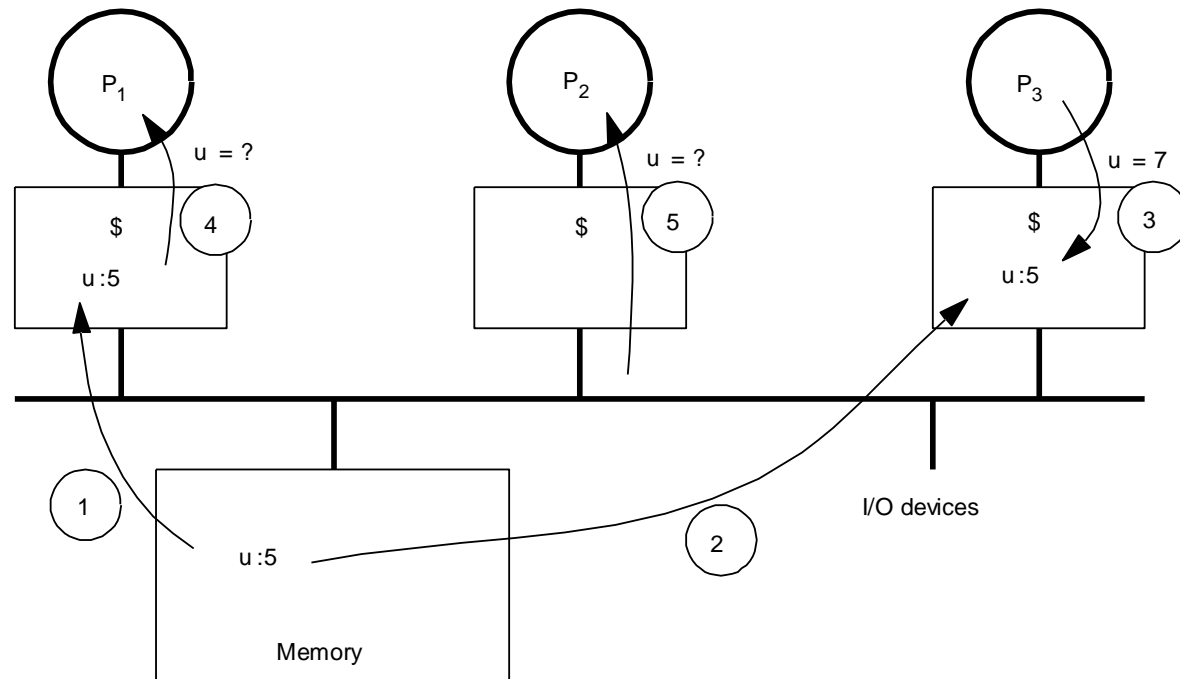 P1
P2
P3
u = ?
u = ?
u = 7
$
4
$
5
$
3
u:5
u:5
1
2
I/O devices
u:5
Memory